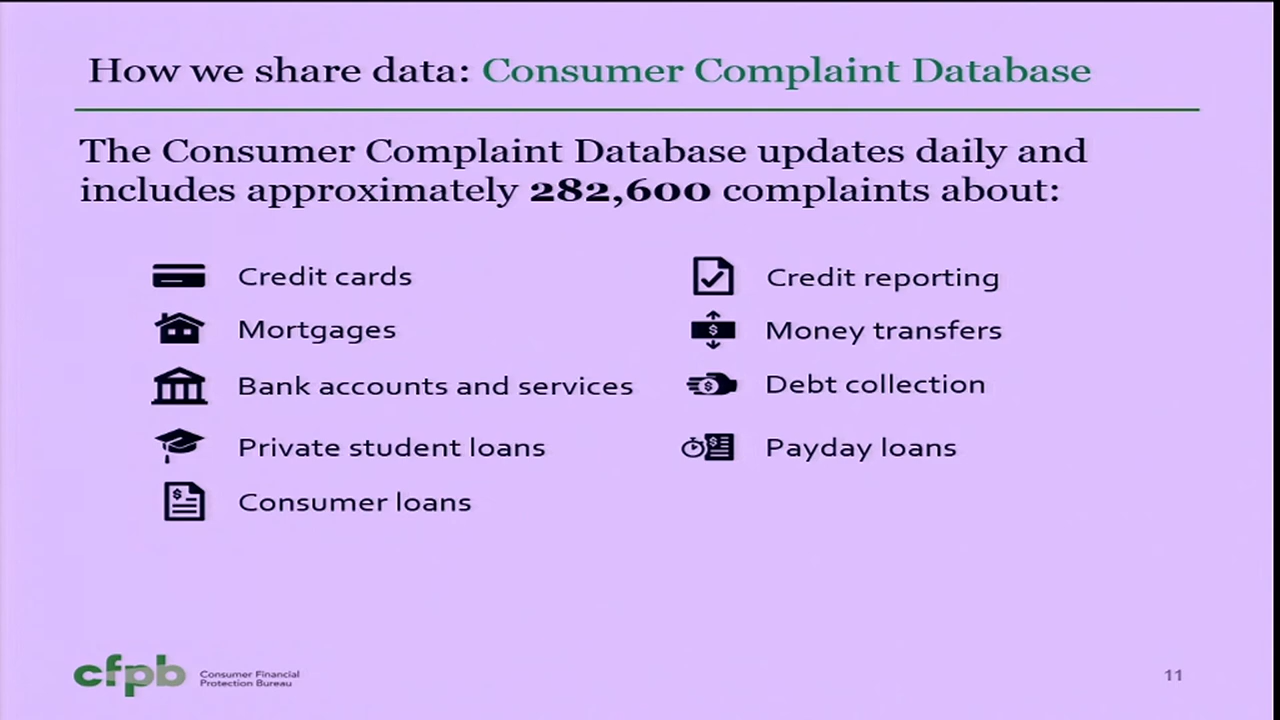 How we share data: Consumer Complaint Database
The Consumer Complaint Database updates daily and
includes approximately 282,600 complaints about:
Credit cards
Mortgages
Bank accounts and services
Private student loans
Consumer loans
Credit reporting
Money transfers
Debt collection
Payday loans
cfpb
Consumer Financial
Protection Bureau
11